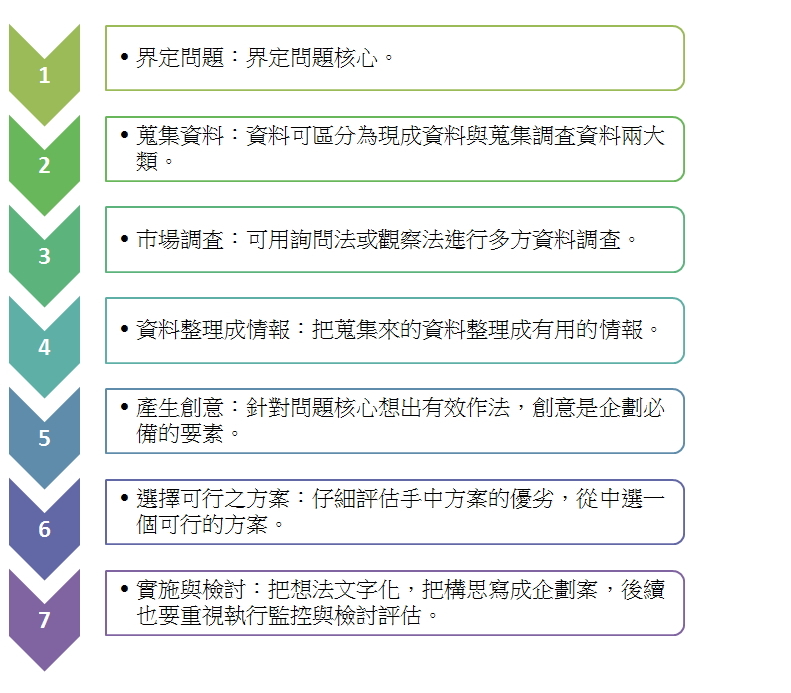 1
•界定問題：界定問題核心。
2
•蒐集資料：資料可區分為現成資料與蒐集調查資料兩大
類。
3
•市場調查：可用詢問法或觀察法進行多方資料調查。
4
•資料整理成情報：把蒐集來的資料整理成有用的情報。
5
•產生創意：針對問題核心想出有效作法，創意是企劃必
備的要素。
6
•選擇可行之方案：仔細評估手中方案的優劣，從中選一
個可行的方案。
7
•實施與檢討：把想法文字化，把構思寫成企劃案，後續
也要重視執行監控與檢討評估。